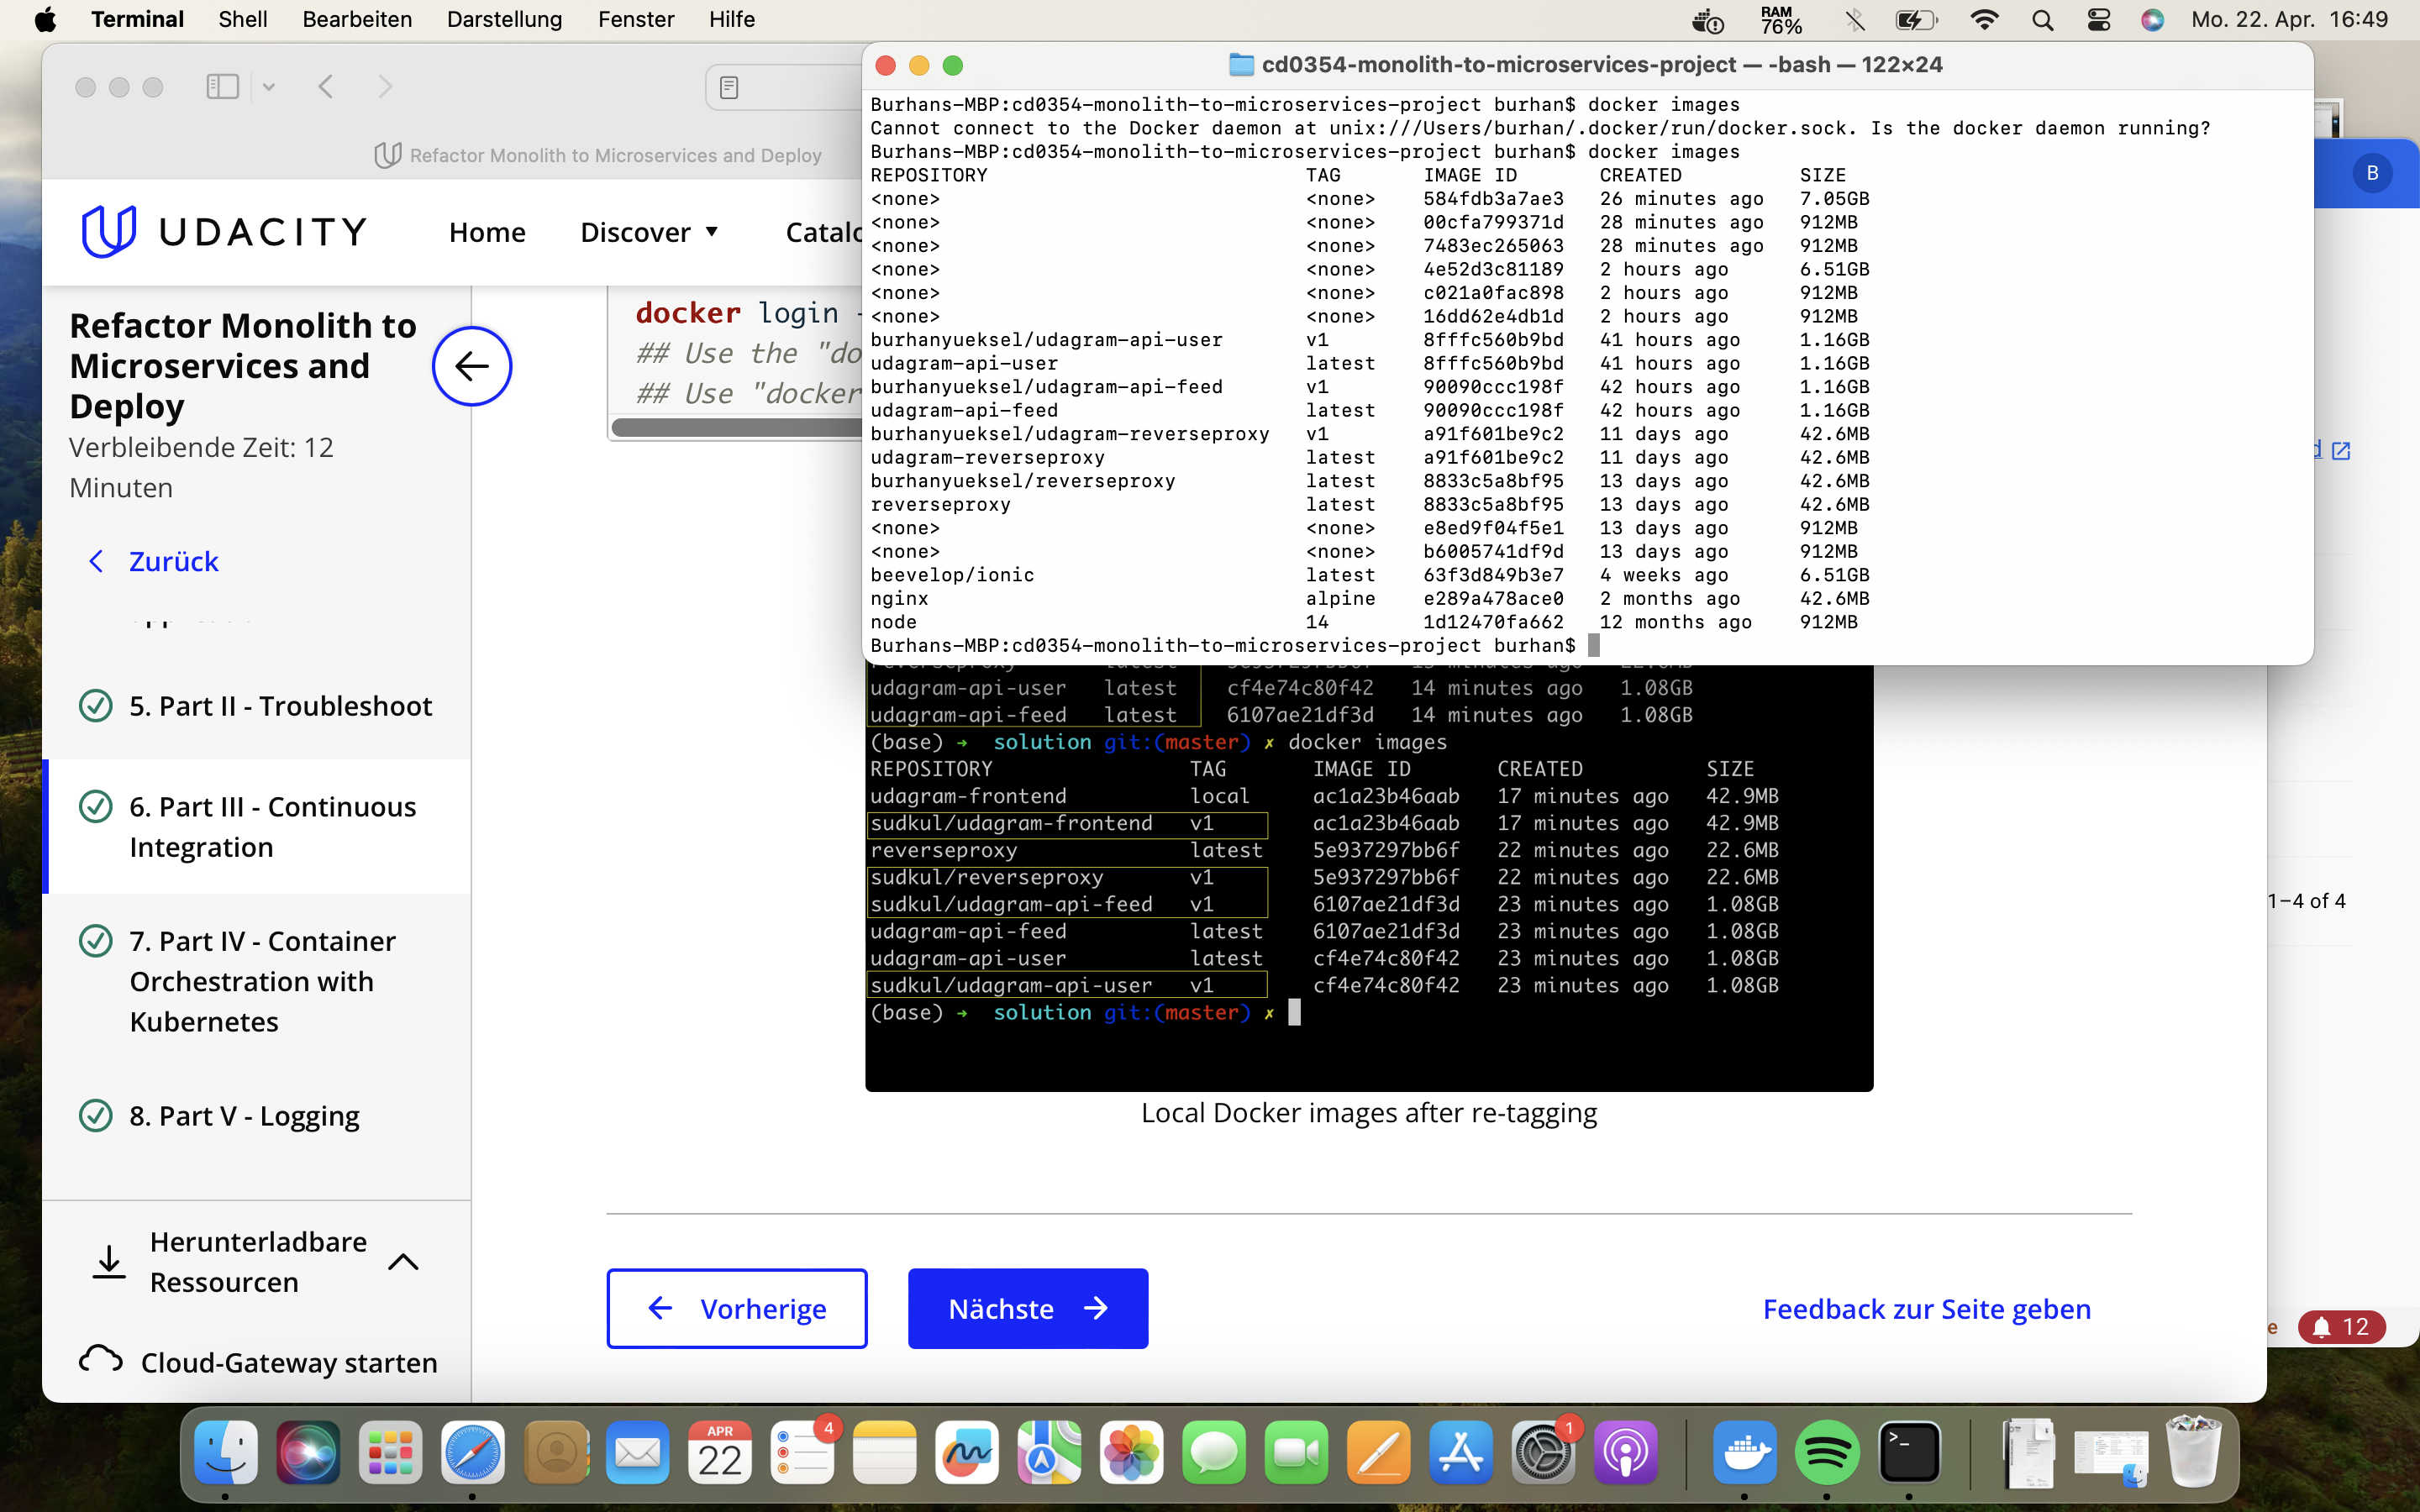 Terminal Shell Bearbeiten Darstellung Fenster Hilfe RAM 76% Mo. 22. Apr. 16:49
cd0354-monolith-to-microservices-project — -bash — 122×24
Burhans-MBP:cd0354-monolith-to-microservices-project burhan$ docker images
Cannot connect to the Docker daemon at unix:///Users/burhan/.docker/run/docker.sock. Is the docker daemon running?
Burhans-MBP:cd0354-monolith-to-microservices-project burhan$ docker images
REPOSITORY TAG IMAGE ID CREATED SIZE
<none> <none> 584fdb3a7ae3 26 minutes ago 7.05GB
<none> <none> 00cfa799371d 28 minutes ago 912MB
<none> <none> 7483ec265063 28 minutes ago 912MB
<none> <none> 4e52d3c81189 2 hours ago 6.51GB
<none> <none> c021a0fac898 2 hours ago 912MB
<none> <none> 16dd62e4db1d 2 hours ago 912MB
burhanyueksel/udagram-api-user v1 8fffc560b9bd 41 hours ago 1.16GB
udagram-api-user latest 8fffc560b9bd 41 hours ago 1.16GB
burhanyueksel/udagram-api-feed v1 90090ccc198f 42 hours ago 1.16GB
udagram-api-feed latest 90090ccc198f 42 hours ago 1.16GB
burhanyueksel/udagram-reverseproxy v1 a91f601be9c2 11 days ago 42.6MB
udagram-reverseproxy latest a91f601be9c2 11 days ago 42.6MB
burhanyueksel/reverseproxy latest 8833c5a8bf95 13 days ago 42.6MB
reverseproxy latest 8833c5a8bf95 13 days ago 42.6MB
<none> <none> e8ed9f04f5e1 13 days ago 912MB
<none> <none> b6005741df9d 13 days ago 912MB
beevelop/ionic latest 63f3d849b3e7 4 weeks ago 6.51GB
nginx alpine e289a478ace0 2 months ago 42.6MB
node 14 1d12470fa662 12 months ago 912MB
Burhans-MBP:cd0354-monolith-to-microservices-project burhan$
Refactor Monolith to Microservices and Deploy
UDACITY Home Discover ▼ Catalo
B
Refactor Monolith to
Microservices and
Deploy
Verbleibende Zeit: 12
Minuten
Zurück
5. Part II - Troubleshoot
6. Part III - Continuous
Integration
7. Part IV - Container
Orchestration with
Kubernetes
8. Part V - Logging
Herunterladbare
Ressourcen
Cloud-Gateway starten
docker login -
## Use the "do
## Use "docker
udagram-api-user latest cf4e74c80f42 14 minutes ago 1.08GB
udagram-api-feed latest 6107ae21df3d 14 minutes ago 1.08GB
(base) ➜ solution git:(master) ✗ docker images
REPOSITORY TAG IMAGE ID CREATED SIZE
udagram-frontend local ac1a23b46aab 17 minutes ago 42.9MB
sudkul/udagram-frontend v1 ac1a23b46aab 17 minutes ago 42.9MB
reverseproxy latest 5e937297bb6f 22 minutes ago 22.6MB
sudkul/reverseproxy v1 5e937297bb6f 22 minutes ago 22.6MB
sudkul/udagram-api-feed v1 6107ae21df3d 23 minutes ago 1.08GB
udagram-api-feed latest 6107ae21df3d 23 minutes ago 1.08GB
udagram-api-user latest cf4e74c80f42 23 minutes ago 1.08GB
sudkul/udagram-api-user v1 cf4e74c80f42 23 minutes ago 1.08GB
(base) ➜ solution git:(master) ✗
Local Docker images after re-tagging
Vorherige
Nächste
Feedback zur Seite geben
d
1–4 of 4
e 12
APR
22
4
1